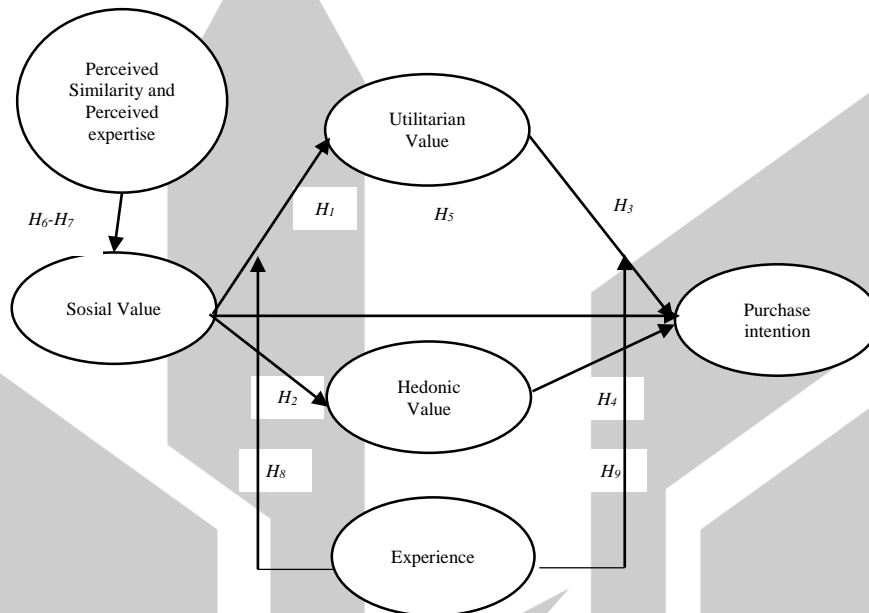 Perceived
Similarity and
Perceived
expertise
Utilitarian
Value
H1
H5
H3
H6-H7
Sosial Value
Purchase
intention
H2
Hedonic
Value
H4
H8
H9
Experience